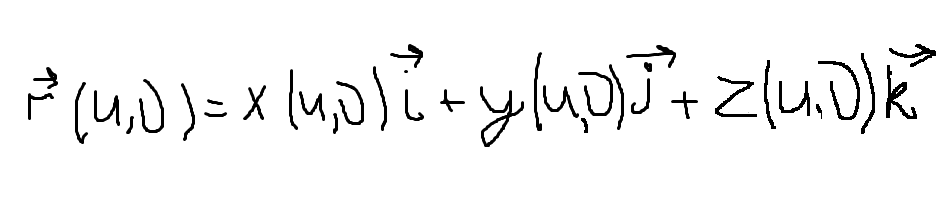 r⃗ (u,v) = x (u,v) i⃗ + y(u,v) j⃗ + z(u,v) k⃗